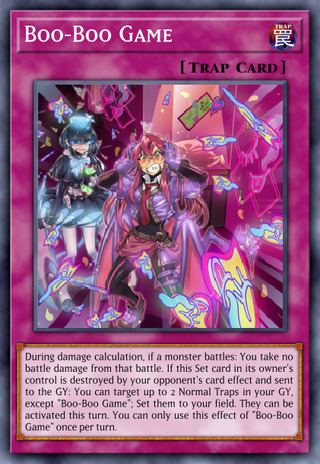 Boo-Boo Game
TRAP
罠
[ Trap Card ]
During damage calculation, if a monster battles: You take no
battle damage from that battle. If this Set card in its owner's
control is destroyed by your opponent's card effect and sent
to the GY: You can target up to 2 Normal Traps in your GY,
except "Boo-Boo Game"; Set them to your field. They can be
activated this turn. You can only use this effect of "Boo-Boo
Game" once per turn.